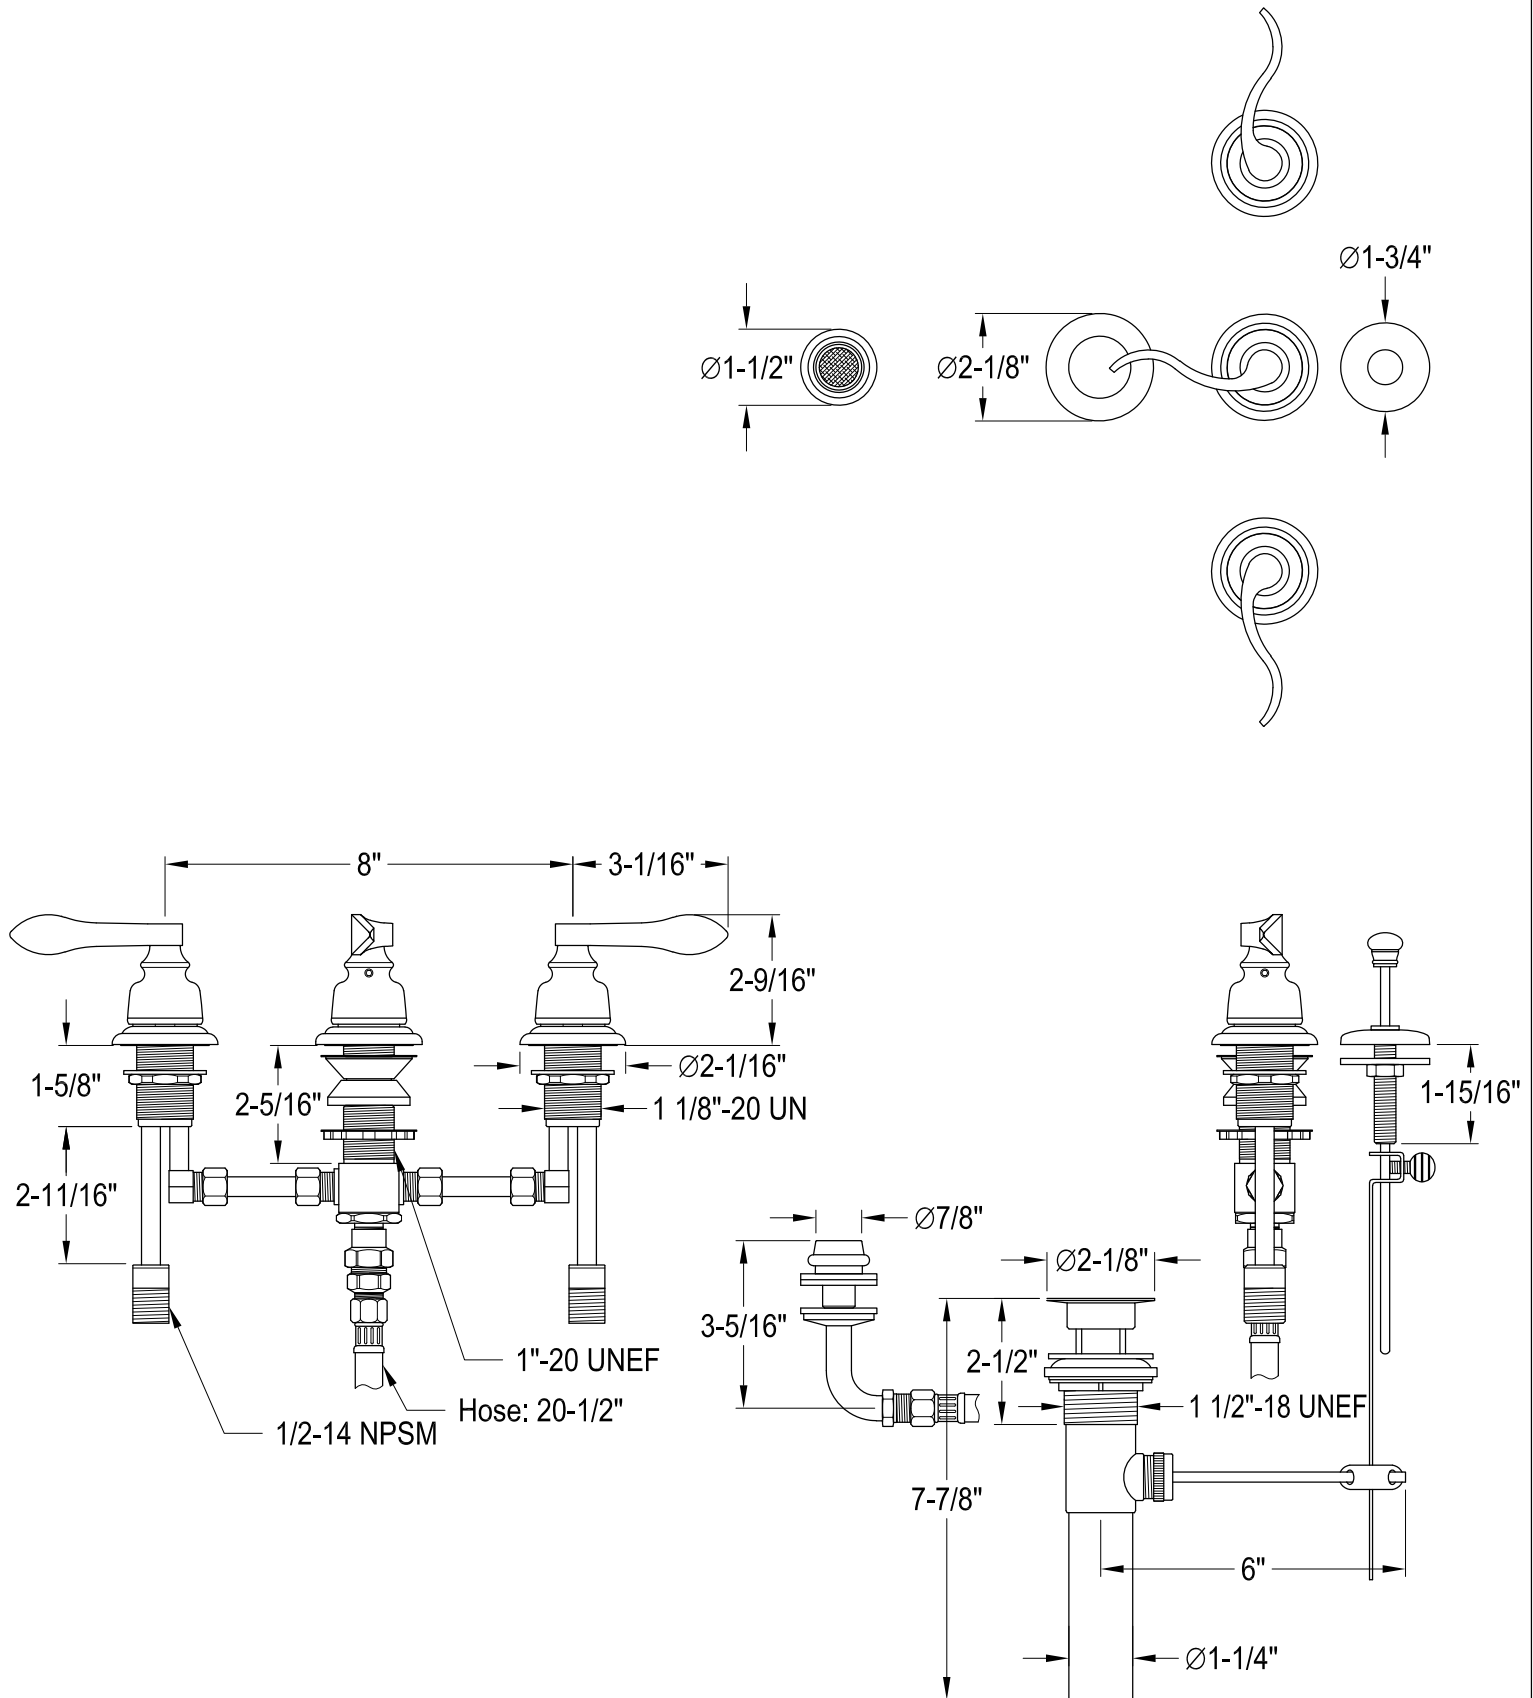 Ø1-3/4"
Ø1-1/2"
Ø2-1/8"
8"
3-1/16"
2-9/16"
1-5/8"
2-5/16"
Ø2-1/16"
1 1/8"-20 UN
1-15/16"
2-11/16"
Ø7/8"
Ø2-1/8"
3-5/16"
2-1/2"
1"-20 UNEF
Hose: 20-1/2"
1 1/2"-18 UNEF
1/2-14 NPSM
7-7/8"
6"
Ø1-1/4"